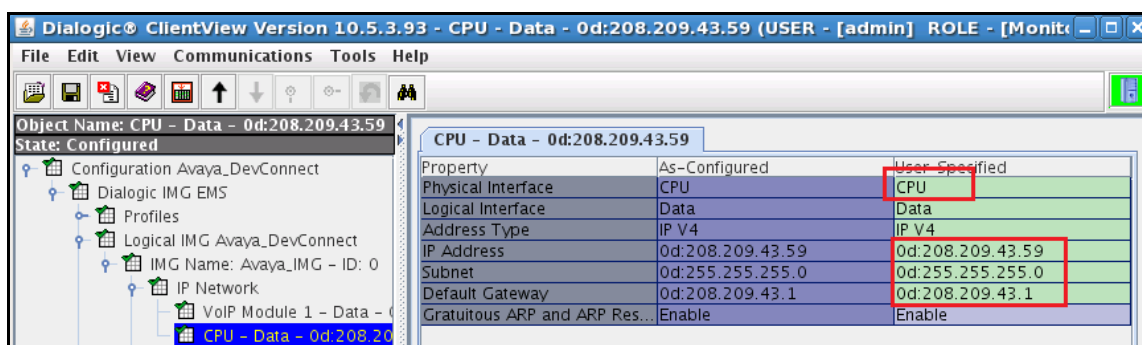 Dialogic® ClientView Version 10.5.3.93 - CPU - Data - 0d:208.209.43.59 (USER - [admin] ROLE - [Monit
File Edit View Communications Tools Help
Object Name: CPU - Data - 0d:208.209.43.59
State: Configured
Configuration Avaya_DevConnect
Dialogic IMG EMS
Profiles
Logical IMG Avaya_DevConnect
IMG Name: Avaya_IMG - ID: 0
IP Network
VoIP Module 1 - Data -
CPU - Data - 0d:208.20
CPU - Data - 0d:208.209.43.59
Property As-Configured User-Specified
Physical Interface CPU CPU
Logical Interface Data Data
Address Type IP V4 IP V4
IP Address 0d:208.209.43.59 0d:208.209.43.59
Subnet 0d:255.255.255.0 0d:255.255.255.0
Default Gateway 0d:208.209.43.1 0d:208.209.43.1
Gratuitous ARP and ARP Res... Enable Enable